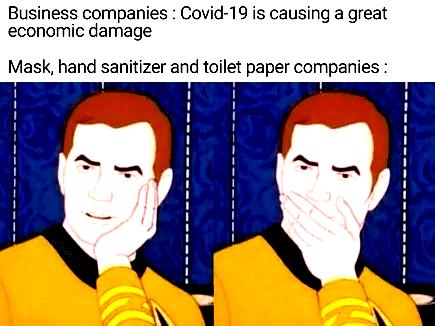 Business companies : Covid-19 is causing a great
economic damage
Mask, hand sanitizer and toilet paper companies :